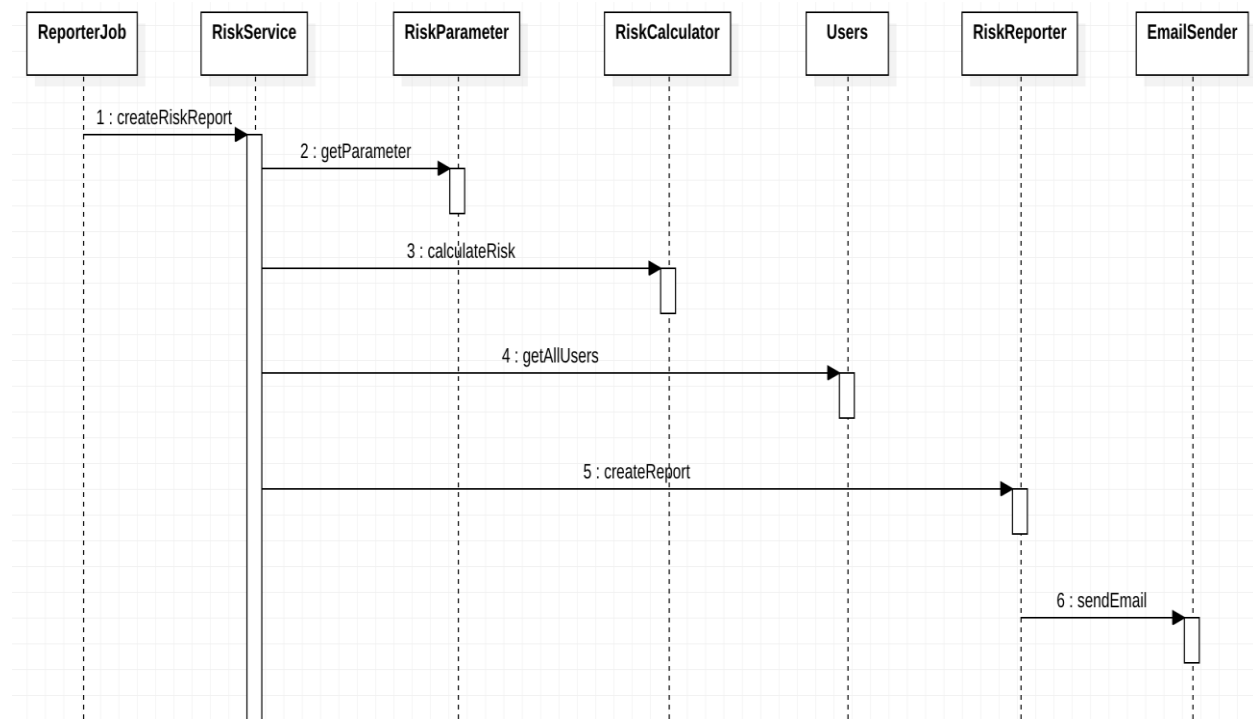 ReporterJob
RiskService
RiskParameter
RiskCalculator
Users
RiskReporter
EmailSender
1 : createRiskReport
2 : getParameter
3 : calculateRisk
4 : getAllUsers
5 : createReport
6 : sendEmail